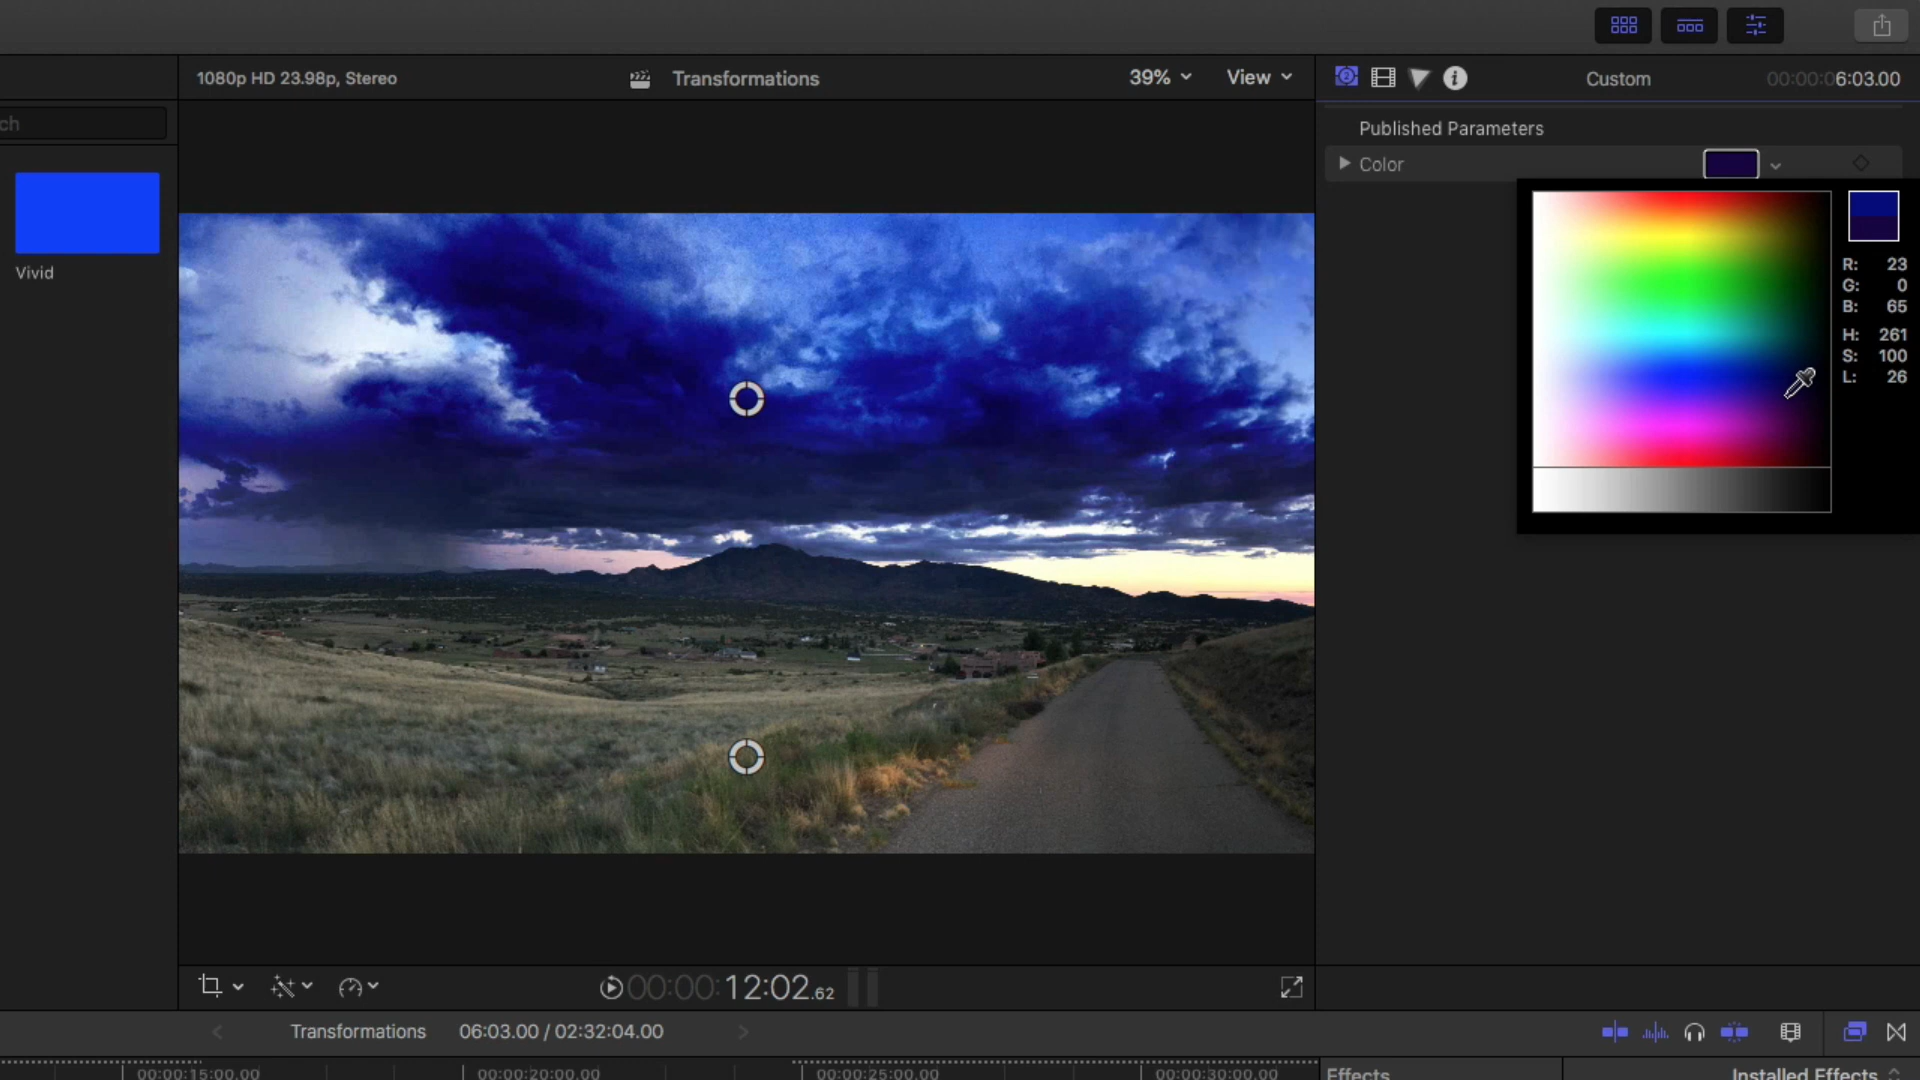 1080p HD 23.98p, Stereo
Transformations
39%
View
Custom
00:00:06:03.00
ch
Published Parameters
Color
Vivid
R: 23
G: 0
B: 65
H: 261
S: 100
L: 26
00:00:12:02.62
Transformations
06:03.00 / 02:32:04.00
00:00:15:00.00
00:00:20:00.00
00:00:25:00.00
00:00:30:00.00
Effects
Installed Effects